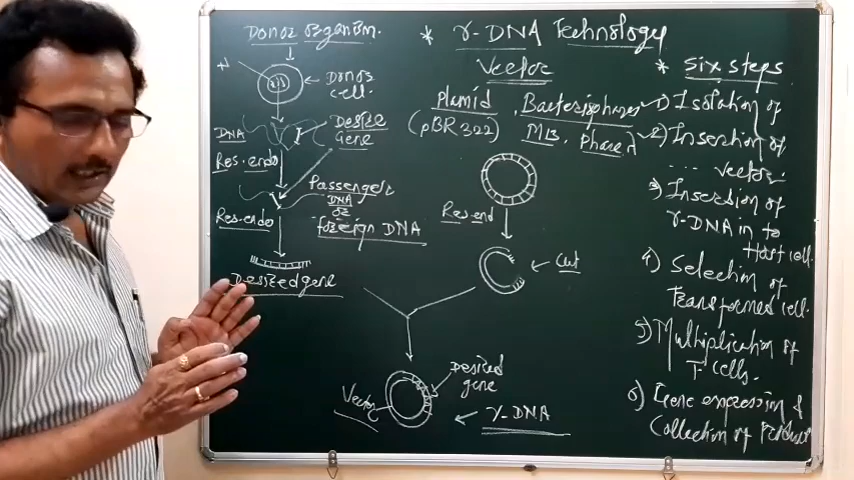 Donor organism.
* r-DNA Technology
Vector
Plamid
(pBR322)
Bacteriophages
M13, Phage λ
N
Donor
cell.
DNA
Desire
Gene
Res.endo
Passenger
DNA
or
foreign DNA
Res.endo
Desired gene
Res.end
Cut
Desired
gene
Vector
r-DNA
* Six steps
1) Isolation of
2) Insertion of
... vector.
3) Insertion of
r-DNA in to
Host cell.
4) Selection of
Transformed cell.
5) Multiplication of
T cells.
6) Gene expression &
Collection of Product